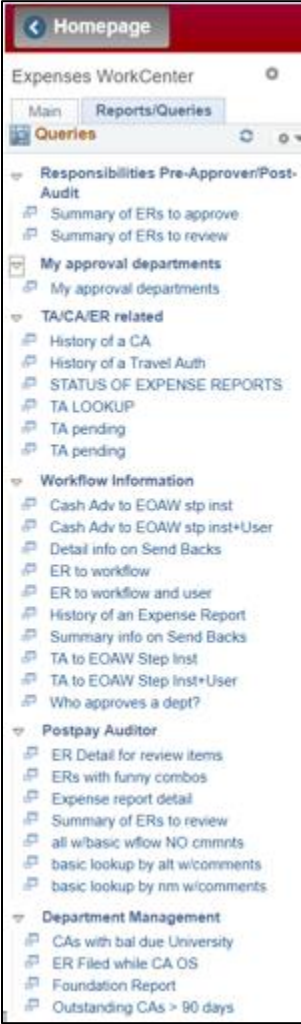 Homepage
Expenses WorkCenter
Main Reports/Queries
Queries
Responsibilities Pre-Approver/Post-
Audit
Summary of ERs to approve
Summary of ERs to review
My approval departments
My approval departments
TA/CA/ER related
History of a CA
History of a Travel Auth
STATUS OF EXPENSE REPORTS
TA LOOKUP
TA pending
TA pending
Workflow Information
Cash Adv to EOAW stp inst
Cash Adv to EOAW stp inst+User
Detail info on Send Backs
ER to workflow
ER to workflow and user
History of an Expense Report
Summary info on Send Backs
TA to EOAW Step Inst
TA to EOAW Step Inst+User
Who approves a dept?
Postpay Auditor
ER Detail for review items
ERs with funny combos
Expense report detail
Summary of ERs to review
all w/basic wflow NO cmmnts
basic lookup by alt w/comments
basic lookup by nm w/comments
Department Management
CAs with bal due University
ER Filed while CA OS
Foundation Report
Outstanding CAs > 90 days